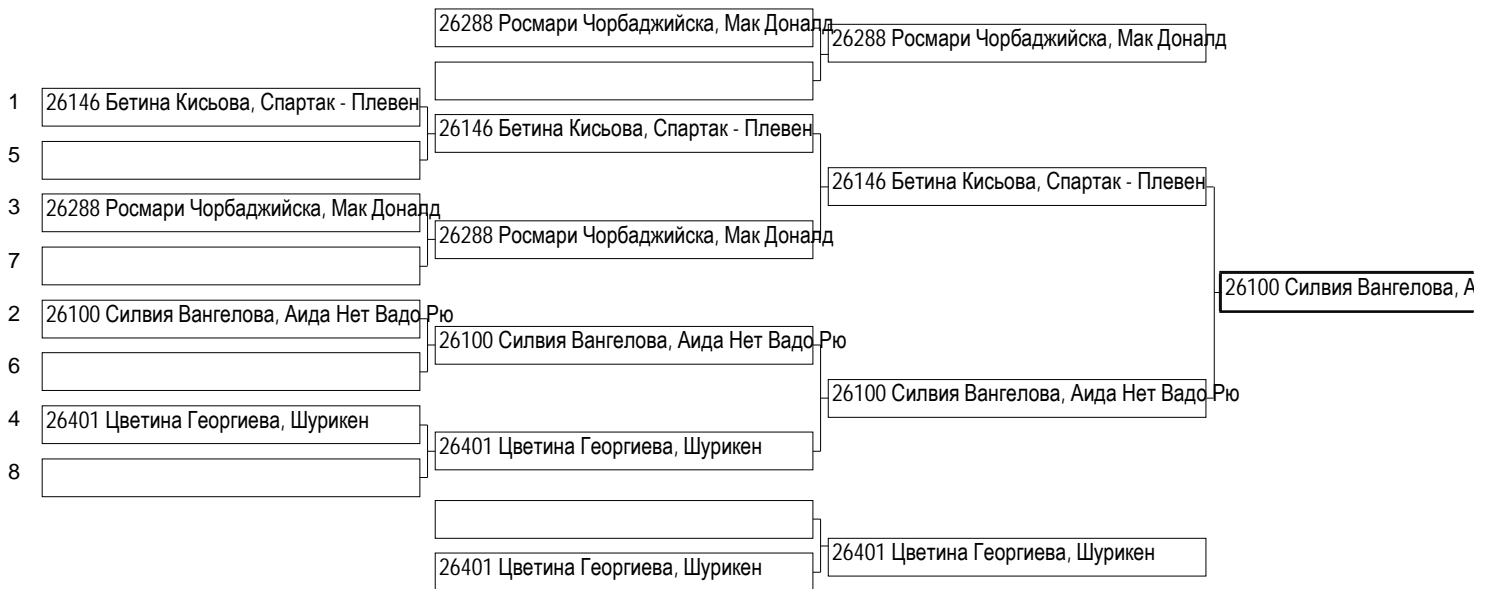 26288 Росмари Чорбаджийска, Мак Доналд
26288 Росмари Чорбаджийска, Мак Доналд
1 26146 Бетина Кисьова, Спартак - Плевен
26146 Бетина Кисьова, Спартак - Плевен
5
26146 Бетина Кисьова, Спартак - Плевен
3 26288 Росмари Чорбаджийска, Мак Доналд
26288 Росмари Чорбаджийска, Мак Доналд
7
26100 Силвия Вангелова, А
2 26100 Силвия Вангелова, Аида Нет Вадо Рю
26100 Силвия Вангелова, Аида Нет Вадо Рю
6
26100 Силвия Вангелова, Аида Нет Вадо Рю
4 26401 Цветина Георгиева, Шурикен
26401 Цветина Георгиева, Шурикен
8
26401 Цветина Георгиева, Шурикен
26401 Цветина Георгиева, Шурикен